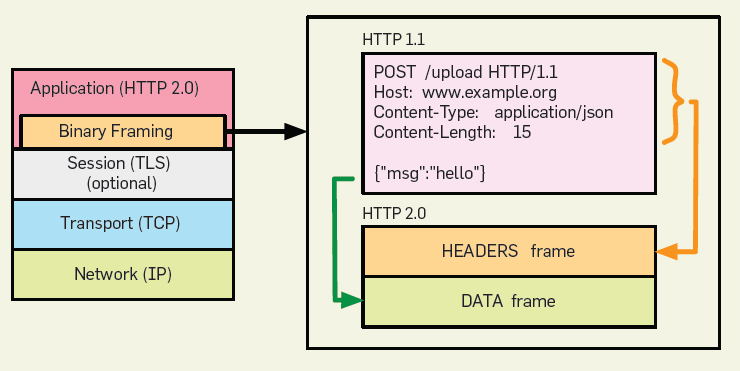 Application (HTTP 2.0)
Binary Framing
Session (TLS)
(optional)
Transport (TCP)
Network (IP)
HTTP 1.1
POST /upload HTTP/1.1
Host: www.example.org
Content-Type: application/json
Content-Length: 15
{"msg":"hello"}
HTTP 2.0
HEADERS frame
DATA frame